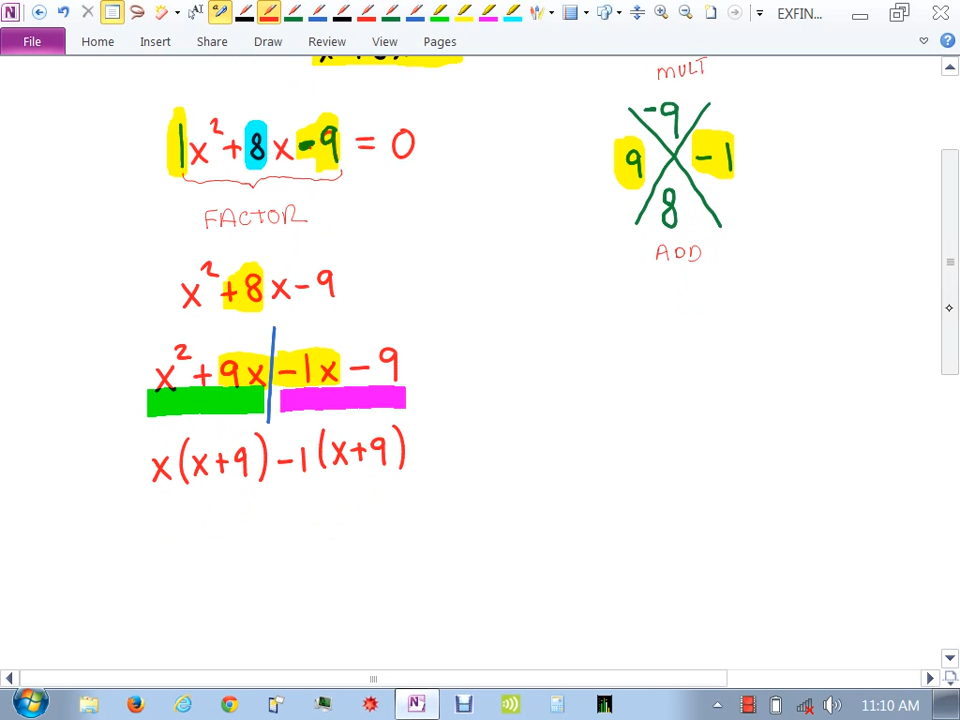 EXFIN...
File Home Insert Share Draw Review View Pages
MULT
1x² + 8x - 9 = 0
-9
9 -1
8
FACTOR
ADD
x² + 8x - 9
x² + 9x - 1x - 9
x(x+9) - 1(x+9)
11:10 AM